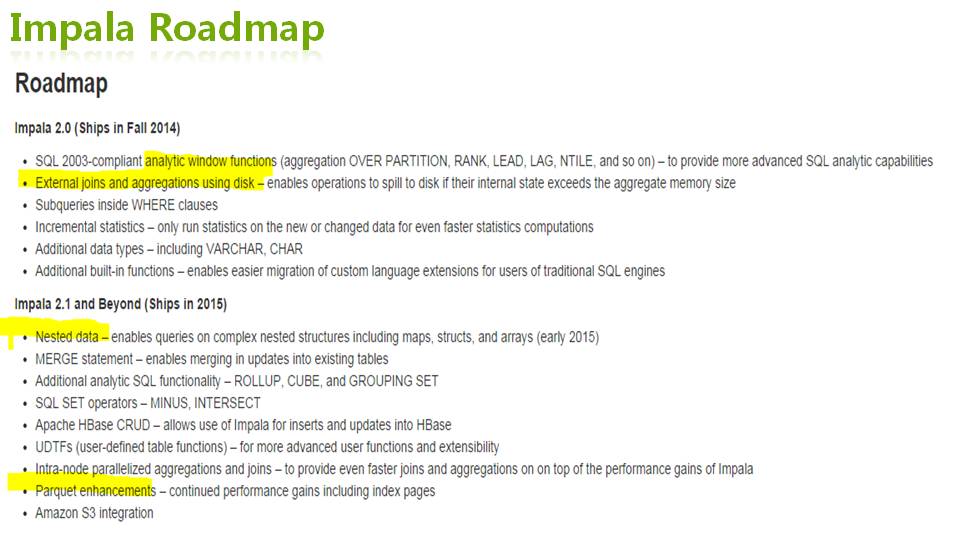 Impala Roadmap
Roadmap
Impala 2.0 (Ships in Fall 2014)
• SQL 2003-compliant analytic window functions (aggregation OVER PARTITION, RANK, LEAD, LAG, NTILE, and so on) – to provide more advanced SQL analytic capabilities
• External joins and aggregations using disk – enables operations to spill to disk if their internal state exceeds the aggregate memory size
• Subqueries inside WHERE clauses
• Incremental statistics – only run statistics on the new or changed data for even faster statistics computations
• Additional data types – including VARCHAR, CHAR
• Additional built-in functions – enables easier migration of custom language extensions for users of traditional SQL engines
Impala 2.1 and Beyond (Ships in 2015)
• Nested data – enables queries on complex nested structures including maps, structs, and arrays (early 2015)
• MERGE statement – enables merging in updates into existing tables
• Additional analytic SQL functionality – ROLLUP, CUBE, and GROUPING SET
• SQL SET operators – MINUS, INTERSECT
• Apache HBase CRUD – allows use of Impala for inserts and updates into HBase
• UDTFs (user-defined table functions) – for more advanced user functions and extensibility
• Intra-node parallelized aggregations and joins – to provide even faster joins and aggregations on on top of the performance gains of Impala
• Parquet enhancements – continued performance gains including index pages
• Amazon S3 integration